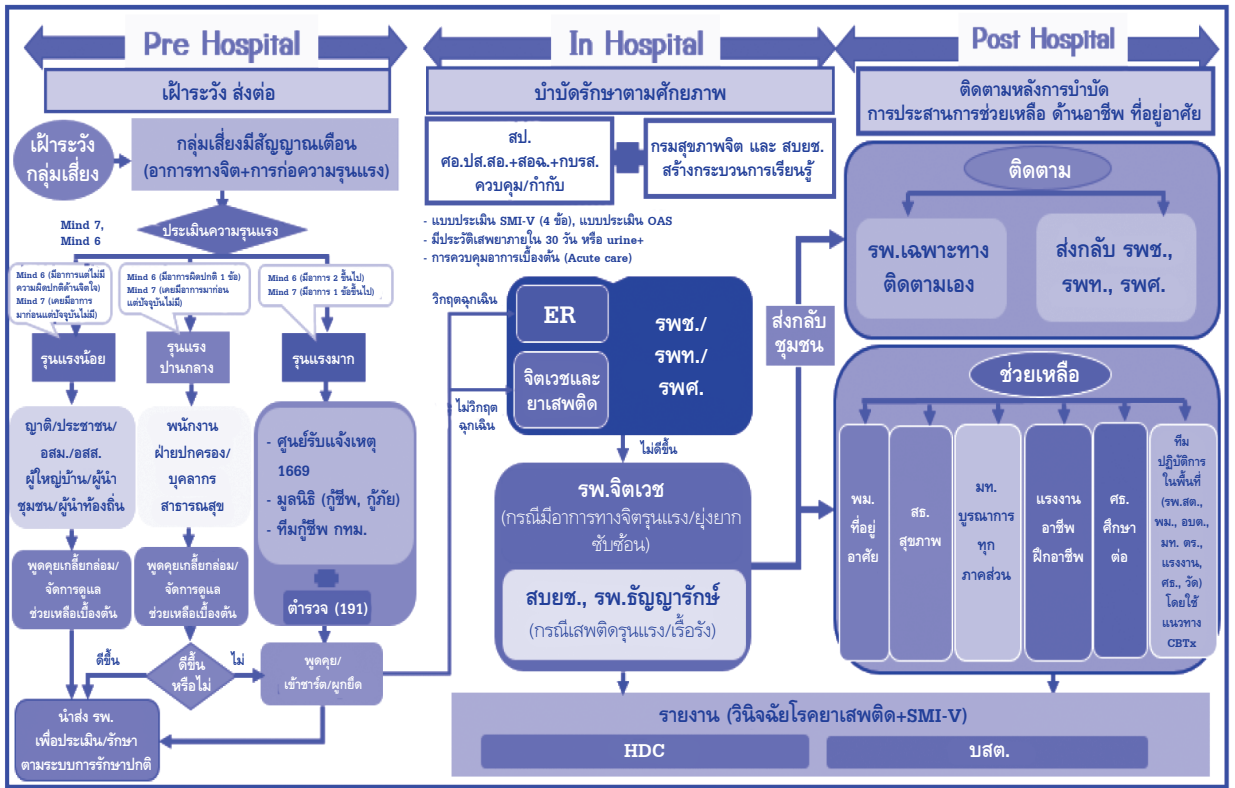 Pre Hospital
เฝ้าระวัง ส่งต่อ
เฝ้าระวัง
กลุ่มเสี่ยง
กลุ่มเสี่ยงมีสัญญาณเตือน
(อาการทางจิต+การก่อความรุนแรง)
Mind 7,
Mind 6
ประเมินความรุนแรง
Mind 6 (มีอาการแต่ไม่มี
ความผิดปกติด้านจิตใจ)
Mind 7 (เคยมีอาการ
มาก่อนแต่ปัจจุบันไม่มี)
Mind 6 (มีอาการผิดปกติ 1 ข้อ)
Mind 7 (เคยมีอาการมาก่อน
แต่ปัจจุบันไม่มี)
Mind 6 (มีอาการ 2 ขึ้นไป)
Mind 7 (มีอาการ 1 ข้อขึ้นไป)
รุนแรงน้อย
รุนแรง
ปานกลาง
รุนแรงมาก
ญาติ/ประชาชน/
อสม./อสส.
ผู้ใหญ่บ้าน/ผู้นำ
ชุมชน/ผู้นำท้องถิ่น
พนักงาน
ฝ่ายปกครอง/
บุคลากร
สาธารณสุข
- ศูนย์รับแจ้งเหตุ
1669
- มูลนิธิ (กู้ชีพ, กู้ภัย)
- ทีมกู้ชีพ กทม.
ตำรวจ (191)
พูดคุยเกลี้ยกล่อม/
จัดการดูแล
ช่วยเหลือเบื้องต้น
พูดคุยเกลี้ยกล่อม/
จัดการดูแล
ช่วยเหลือเบื้องต้น
ดีขึ้น
ดีขึ้น
หรือไม่
ไม่
พูดคุย/
เข้าชาร์ต/ผูกยึด
นำส่ง รพ.
เพื่อประเมิน/รักษา
ตามระบบการรักษาปกติ
In Hospital
บำบัดรักษาตามศักยภาพ
สป.
ศอ.ปส.สธ.+สอฉ.+กบรส.
ควบคุม/กำกับ
กรมสุขภาพจิต และ สบยช.
สร้างกระบวนการเรียนรู้
- แบบประเมิน SMI-V (4 ข้อ), แบบประเมิน OAS
- มีประวัติเสพยาภายใน 30 วัน หรือ urine+
- การควบคุมอาการเบื้องต้น (Acute care)
วิกฤตฉุกเฉิน
ไม่วิกฤต
ฉุกเฉิน
ER
จิตเวชและ
ยาเสพติด
รพช./
รพท./
รพศ.
ไม่ดีขึ้น
รพ.จิตเวช
(กรณีมีอาการทางจิตรุนแรง/ยุ่งยาก
ซับซ้อน)
สบยช., รพ.ธัญญารักษ์
(กรณีเสพติดรุนแรง/เรื้อรัง)
ส่งกลับ
ชุมชน
Post Hospital
ติดตามหลังการบำบัด
การประสานการช่วยเหลือ ด้านอาชีพ ที่อยู่อาศัย
ติดตาม
รพ.เฉพาะทาง
ติดตามเอง
ส่งกลับ รพช.,
รพท., รพศ.
ช่วยเหลือ
พม.
ที่อยู่
อาศัย
สธ.
สุขภาพ
มท.
บูรณาการ
ทุก
ภาคส่วน
แรงงาน
อาชีพ
ฝึกอาชีพ
ศธ.
ศึกษา
ต่อ
ทีม
ปฏิบัติการ
ในพื้นที่
(รพ.สต.,
พม., อบต.,
มท. ตร.,
แรงงาน,
ศธ., วัด)
โดยใช้
แนวทาง
CBTx
รายงาน (วินิจฉัยโรคยาเสพติด+SMI-V)
HDC
บสต.